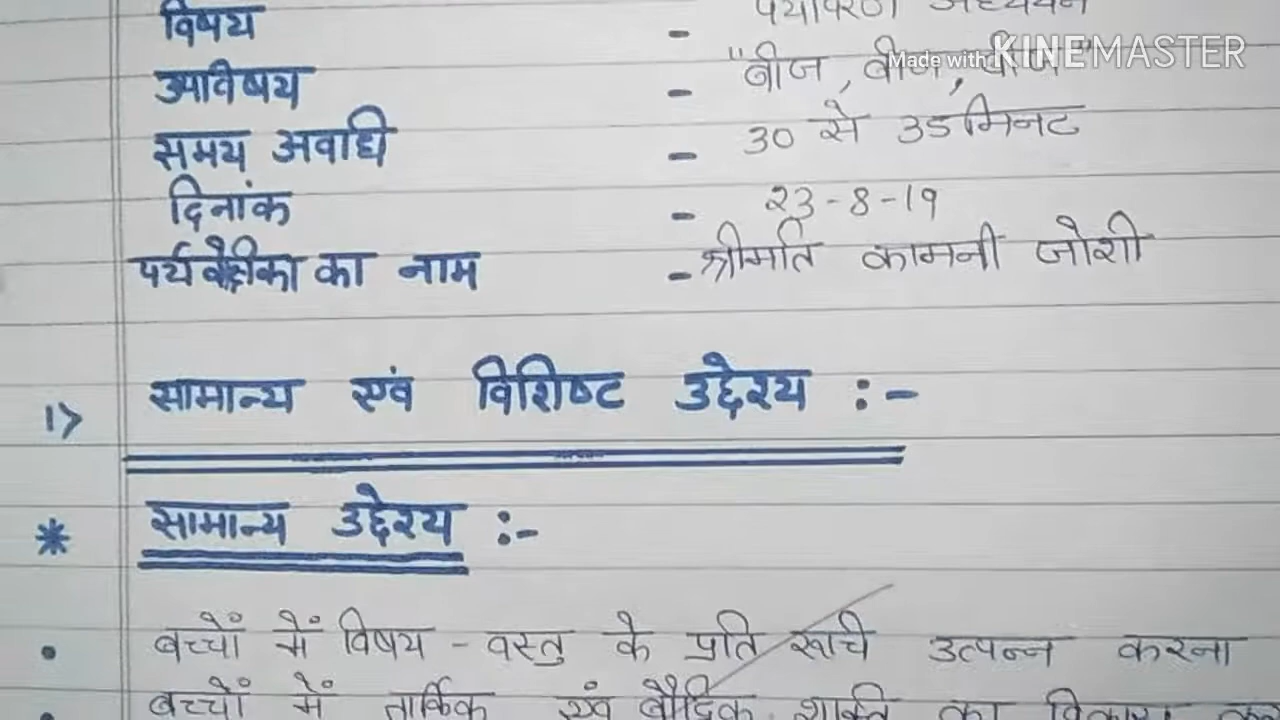 विषय - पर्यावरण अध्ययन
Made with KINEMASTER
उपविषय - "बीज, बीज, बीज"
समय अवधि - 30 से 35 मिनट
दिनांक - 23-8-19
पर्यवेक्षीका का नाम - श्रीमति कामनी जोशी
1> सामान्य एवं विशिष्ट उद्देश्य :-
* सामान्य उद्देश्य :-
• बच्चों में विषय - वस्तु के प्रति रूचि उत्पन्न करना
• बच्चों में तार्किक एवं बौद्दिक शक्ति का विकास